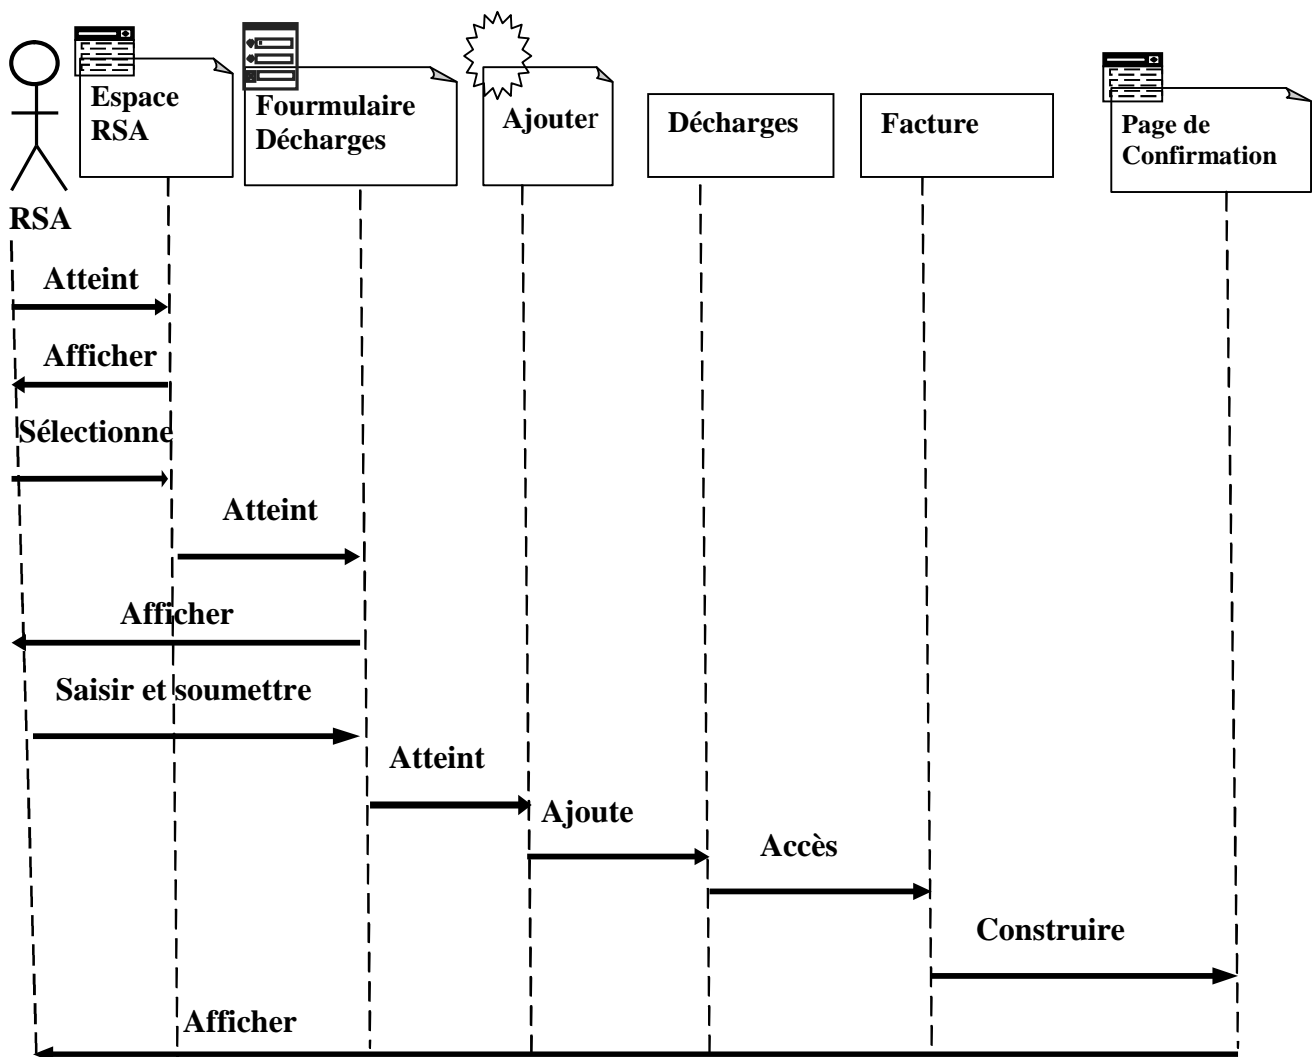 Espace
RSA
Fourmulaire
Décharges
Ajouter
Décharges
Facture
Page de
Confirmation
RSA
Atteint
Afficher
Sélectionne
Atteint
Afficher
Saisir et soumettre
Atteint
Ajoute
Accès
Construire
Afficher